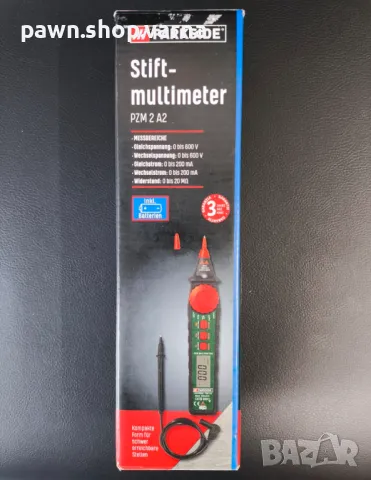 pawn.shop.varna
PARKSIDE
Stift-
multimeter
PZM 2 A2
• MESSBEREICHE
• Gleichspannung: 0 bis 600 V
• Wechselspannung: 0 bis 600 V
• Gleichstrom: 0 bis 200 mA
• Wechselstrom: 0 bis 200 mA
• Widerstand: 0 bis 20 MΩ
inkl.
Batterien
3
000
Kompakte
Form für
schwer
erreichbare
Stellen
BAZAR